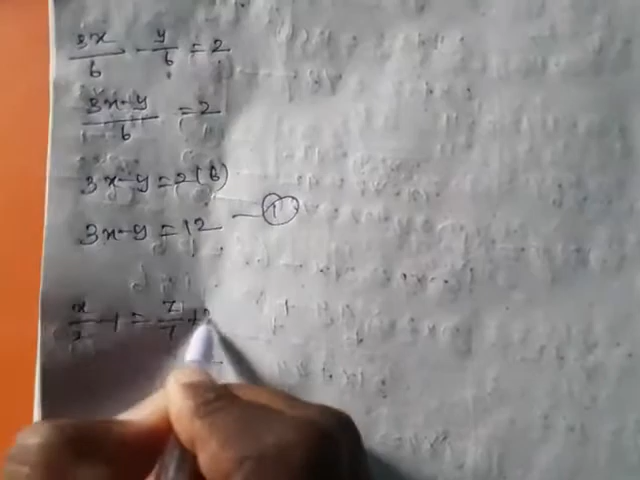 3x/6 - y/6 = 2
3x-y/6 = 2
3x-y = 2(6)
3x-y = 12 — 1